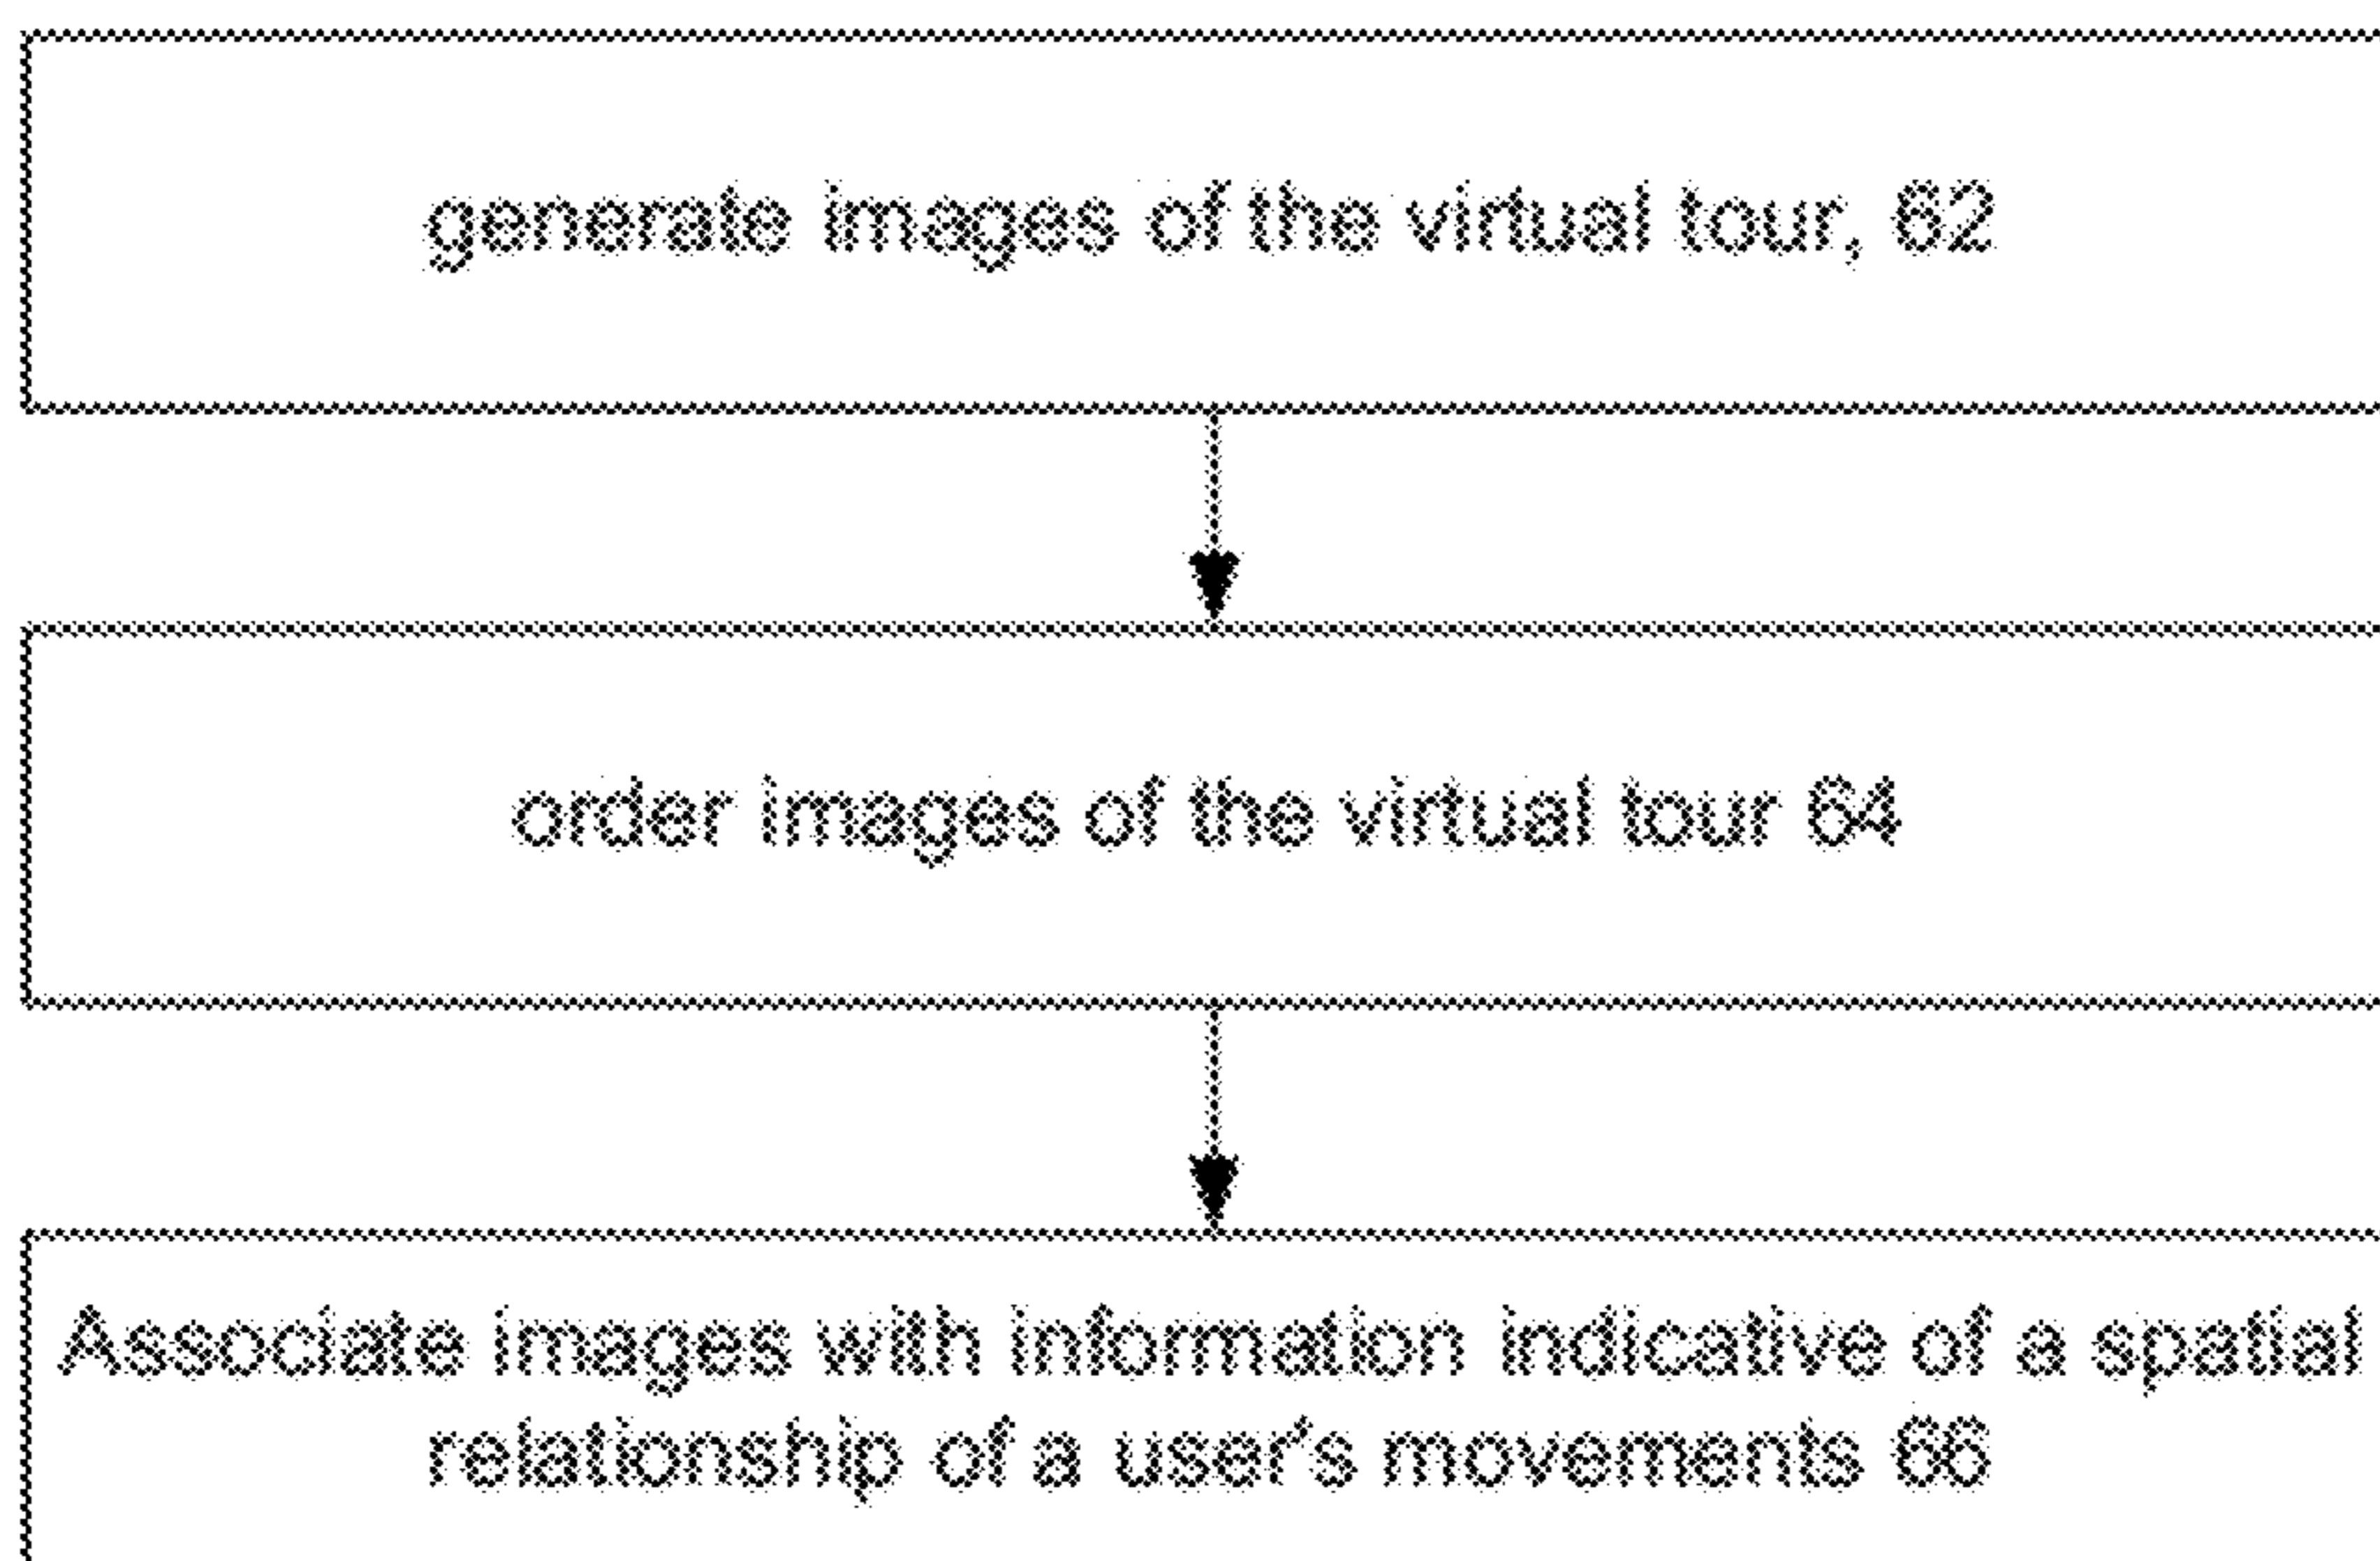 generate images of the virtual tour, 62
order images of the virtual tour 64
Associate images with information indicative of a spatial
relationship of a user's movements 66